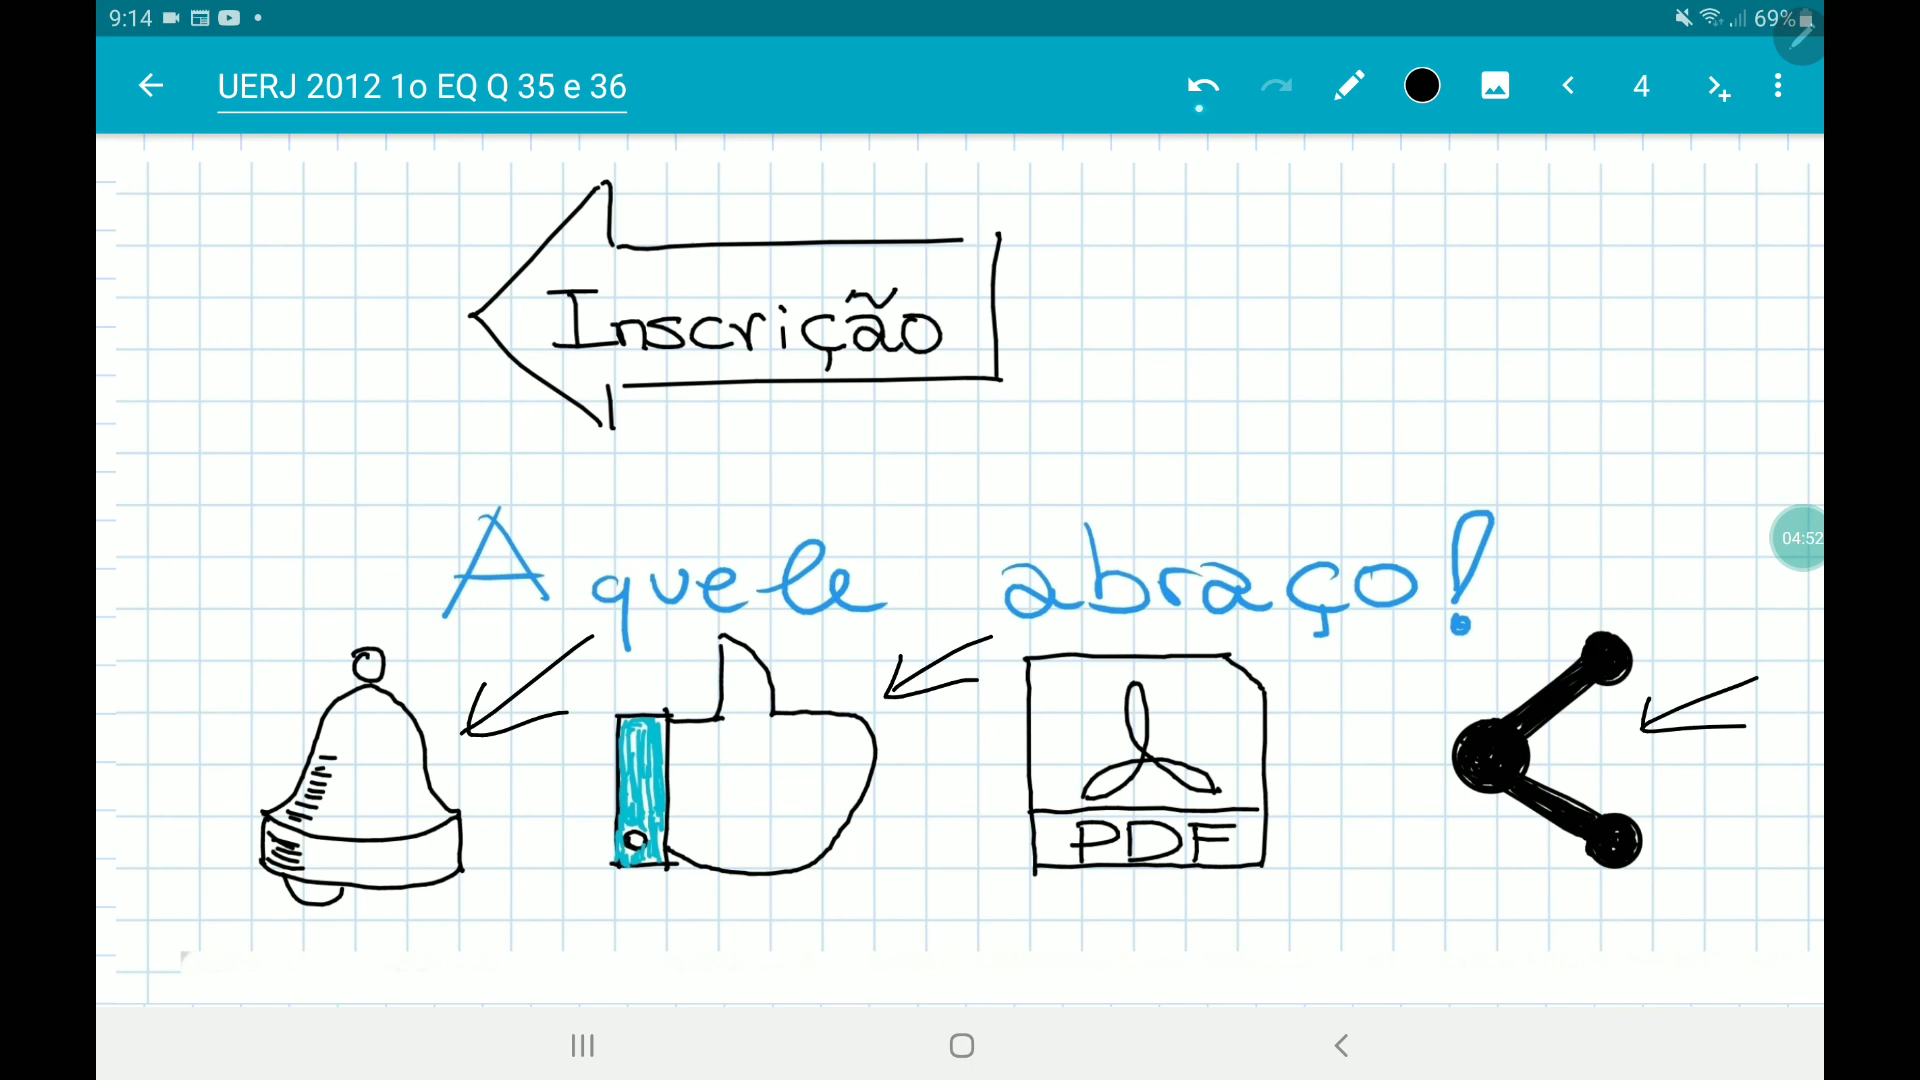 9:14
69%
UERJ 2012 1o EQ Q 35 e 36
4
Inscrição
Aquele abraço!
04:52
PDF